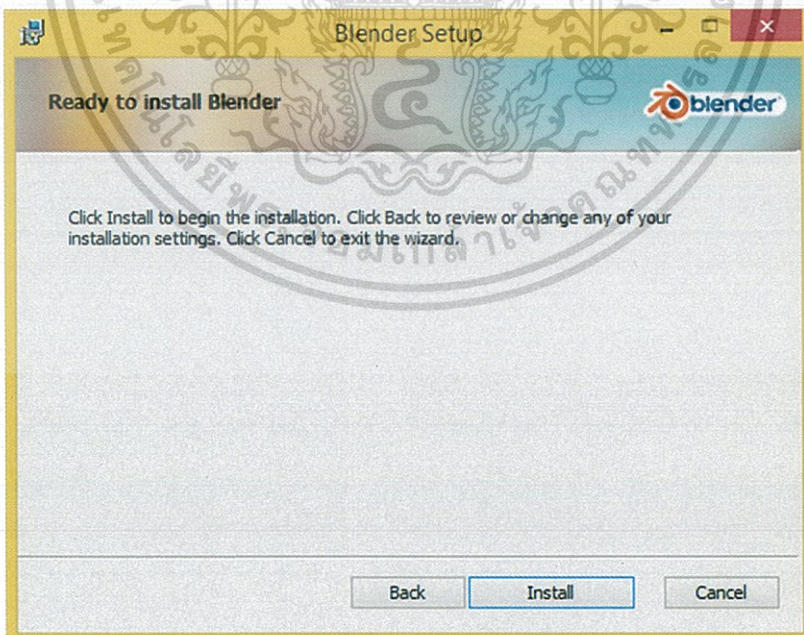 Blender Setup
Ready to install Blender
blender
Click Install to begin the installation. Click Back to review or change any of your
installation settings. Click Cancel to exit the wizard.
Back
Install
Cancel